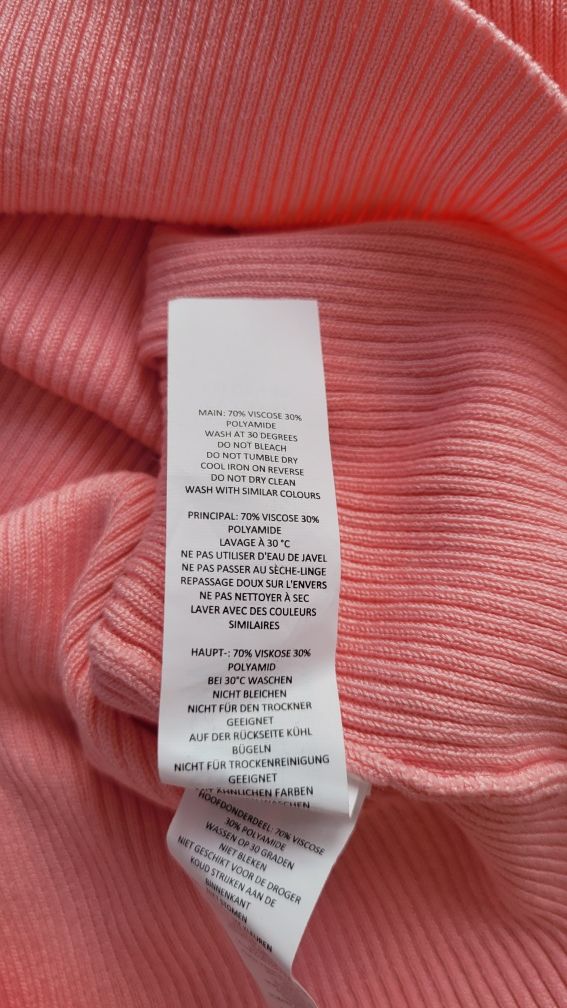 MAIN: 70% VISCOSE 30%
POLYAMIDE
WASH AT 30 DEGREES
DO NOT BLEACH
DO NOT TUMBLE DRY
COOL IRON ON REVERSE
DO NOT DRY CLEAN
WASH WITH SIMILAR COLOURS
PRINCIPAL: 70% VISCOSE 30%
POLYAMIDE
LAVAGE À 30 °C
NE PAS UTILISER D'EAU DE JAVEL
NE PAS PASSER AU SÈCHE-LINGE
REPASSAGE DOUX SUR L'ENVERS
NE PAS NETTOYER À SEC
LAVER AVEC DES COULEURS
SIMILAIRES
HAUPT-: 70% VISKOSE 30%
POLYAMID
BEI 30°C WASCHEN
NICHT BLEICHEN
NICHT FÜR DEN TROCKNER
GEEIGNET
AUF DER RÜCKSEITE KÜHL
BÜGELN
NICHT FÜR TROCKENREINIGUNG
GEEIGNET
ÄHNLICHEN FARBEN
HOOFDONDERDEEL: 70% VISCOSE
30% POLYAMIDE
WASSEN OP 30 GRADEN
NIET BLEKEN
NIET GESCHIKT VOOR DE DROGER
KOUD STRIJKEN AAN DE
BINNENKANT